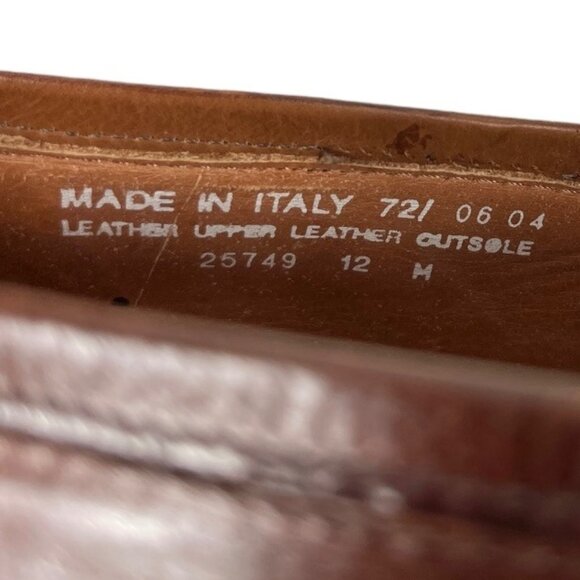 MADE IN ITALY 72/ 06 04
LEATHER UPPER LEATHER OUTSOLE
25749 12 M